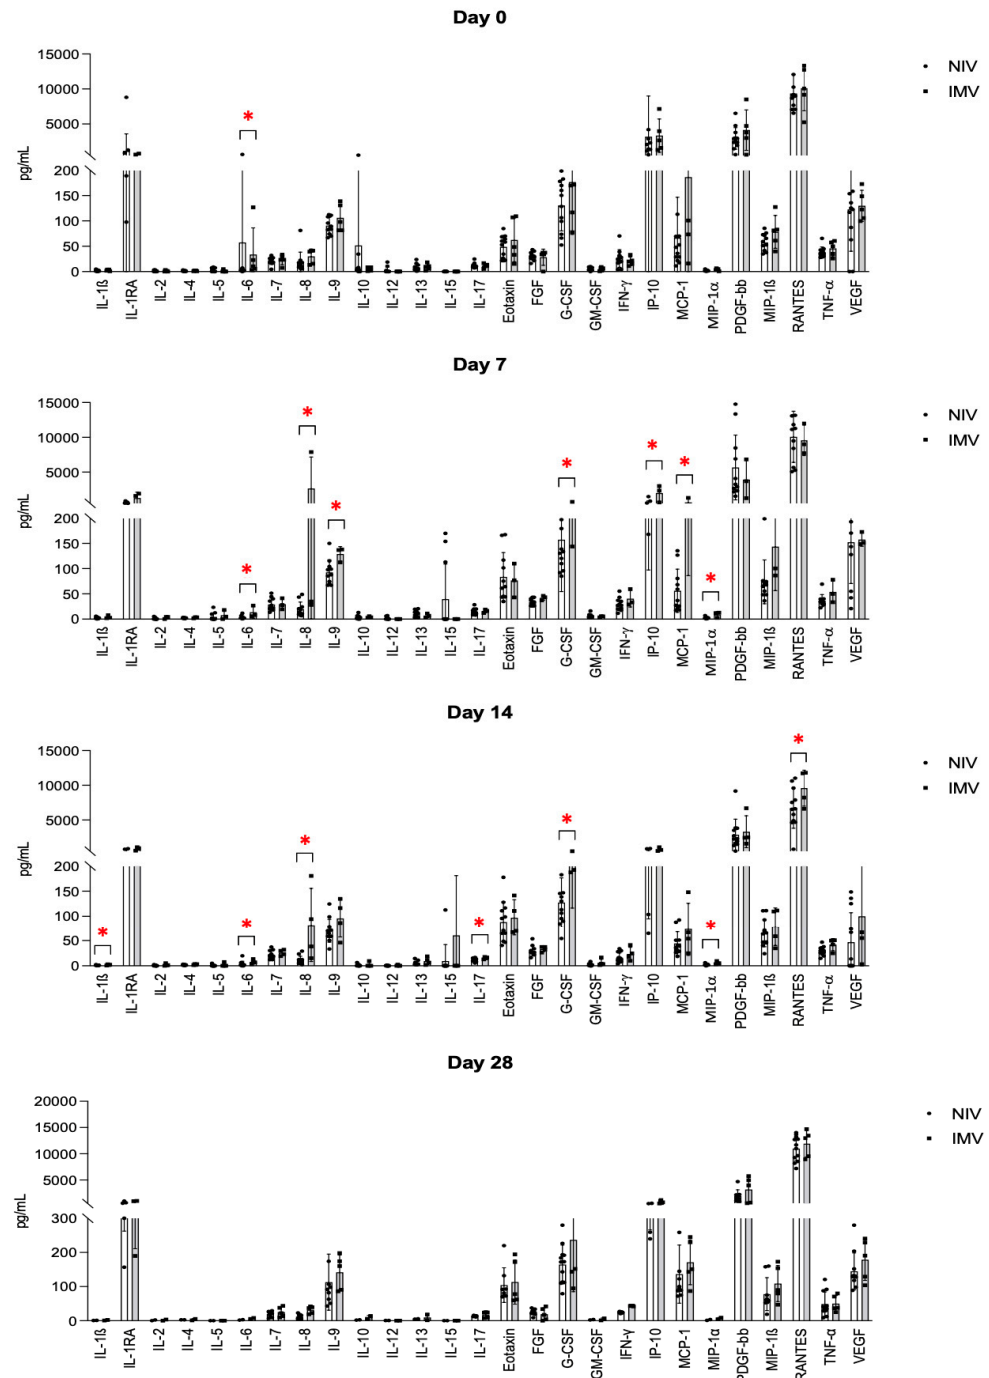 Day 0
15000
10000
5000
200
150
100
50
0
pg/mL
*
NIV
IMV
IL-1ß IL-1RA IL-2 IL-4 IL-5 IL-6 IL-7 IL-8 IL-9 IL-10 IL-12 IL-13 IL-15 IL-17 Eotaxin FGF G-CSF GM-CSF IFN-γ IP-10 MCP-1 MIP-1α PDGF-bb MIP-1ß RANTES TNF-α VEGF
Day 7
15000
10000
5000
200
150
100
50
0
pg/mL
* * * * * * *
NIV
IMV
IL-1ß IL-1RA IL-2 IL-4 IL-5 IL-6 IL-7 IL-8 IL-9 IL-10 IL-12 IL-13 IL-15 IL-17 Eotaxin FGF G-CSF GM-CSF IFN-γ IP-10 MCP-1 MIP-1α PDGF-bb MIP-1ß RANTES TNF-α VEGF
Day 14
15000
10000
5000
200
150
100
50
0
pg/mL
* * * * * * *
NIV
IMV
IL-1ß IL-1RA IL-2 IL-4 IL-5 IL-6 IL-7 IL-8 IL-9 IL-10 IL-12 IL-13 IL-15 IL-17 Eotaxin FGF G-CSF GM-CSF IFN-γ IP-10 MCP-1 MIP-1α PDGF-bb MIP-1ß RANTES TNF-α VEGF
Day 28
20000
15000
10000
5000
300
200
100
0
pg/mL
NIV
IMV
IL-1ß IL-1RA IL-2 IL-4 IL-5 IL-6 IL-7 IL-8 IL-9 IL-10 IL-12 IL-13 IL-15 IL-17 Eotaxin FGF G-CSF GM-CSF IFN-γ IP-10 MCP-1 MIP-1α PDGF-bb MIP-1ß RANTES TNF-α VEGF